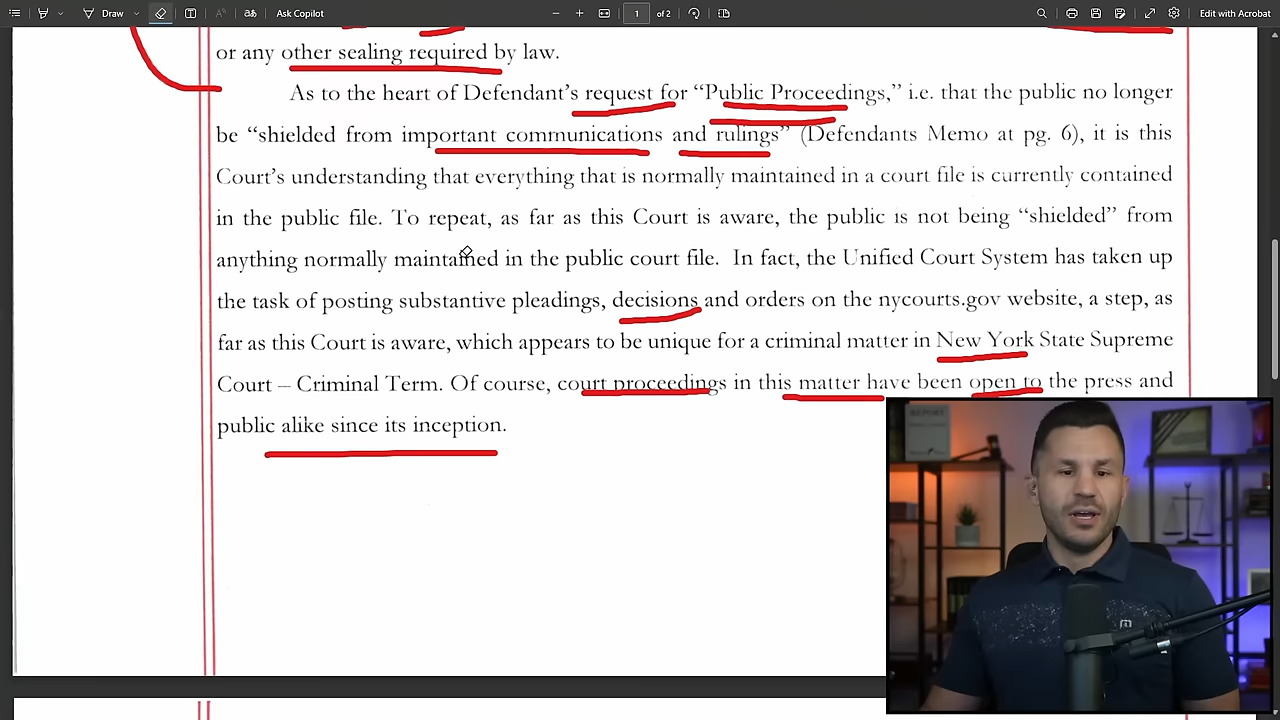 Draw
Ask Copilot
1
of 2
Edit with Acrobat
or any other sealing required by law.
As to the heart of Defendant's request for “Public Proceedings,” i.e. that the public no longer
be “shielded from important communications and rulings” (Defendants Memo at pg. 6), it is this
Court's understanding that everything that is normally maintained in a court file is currently contained
in the public file. To repeat, as far as this Court is aware, the public is not being “shielded” from
anything normally maintained in the public court file. In fact, the Unified Court System has taken up
the task of posting substantive pleadings, decisions and orders on the nycourts.gov website, a step, as
far as this Court is aware, which appears to be unique for a criminal matter in New York State Supreme
Court – Criminal Term. Of course, court proceedings in this matter have been open to the press and
public alike since its inception.
REPORT